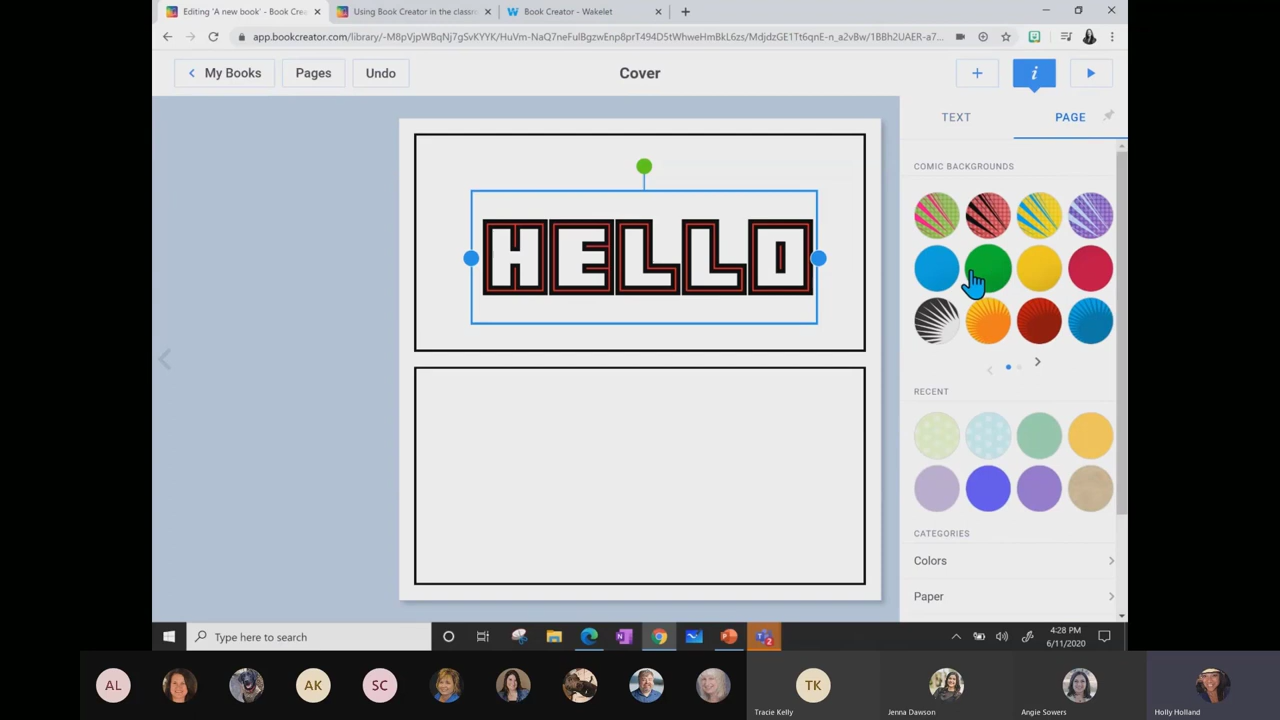 Editing 'A new book' - Book Crea
Using Book Creator in the classr
Book Creator - Wakelet
app.bookcreator.com/library/-M8pVjpWBqNj7gSvKYYK/HuVm-NaQ7neFulBgzwEnp8prT494D5tWhweHmBkL6zs/MdjdzGE1Tt6qnE-n_a2vBw/1BBh2UAER-a7...
My Books
Pages
Undo
Cover
TEXT
PAGE
COMIC BACKGROUNDS
HELLO
RECENT
CATEGORIES
Colors
Paper
Type here to search
4:28 PM
6/11/2020
AL
AK
SC
TK
Tracie Kelly
Jenna Dawson
Angie Sowers
Holly Holland